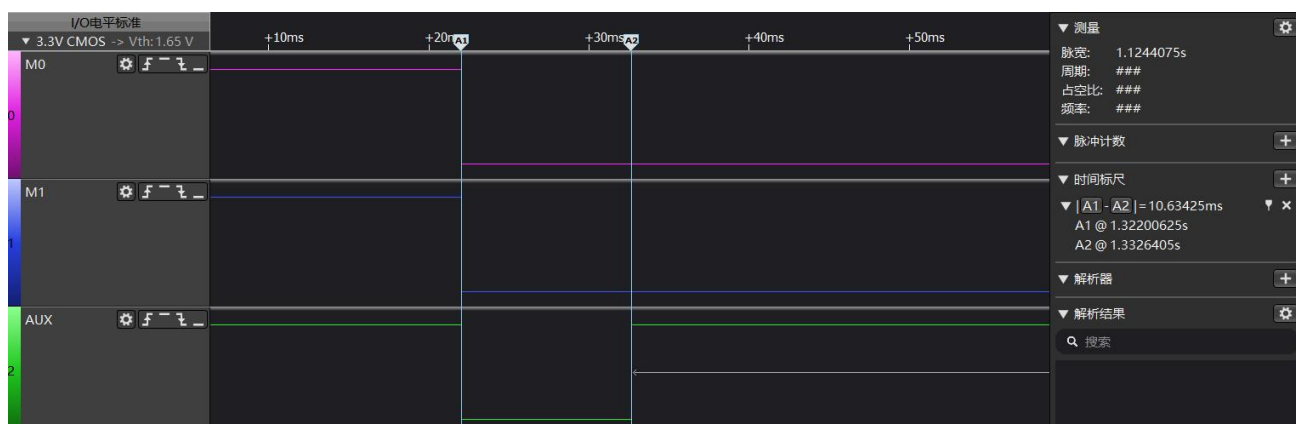 I/O电平标准
▼ 3.3V CMOS -> Vth:1.65 V
+10ms
+20ms
A1
+30ms
A2
+40ms
+50ms
M0
0
M1
1
AUX
2
▼ 测量
脉宽: 1.1244075s
周期: ###
占空比: ###
频率: ###
▼ 脉冲计数
▼ 时间标尺
▼ |A1 - A2|=10.63425ms
A1 @ 1.32200625s
A2 @ 1.3326405s
▼ 解析器
▼ 解析结果
搜索